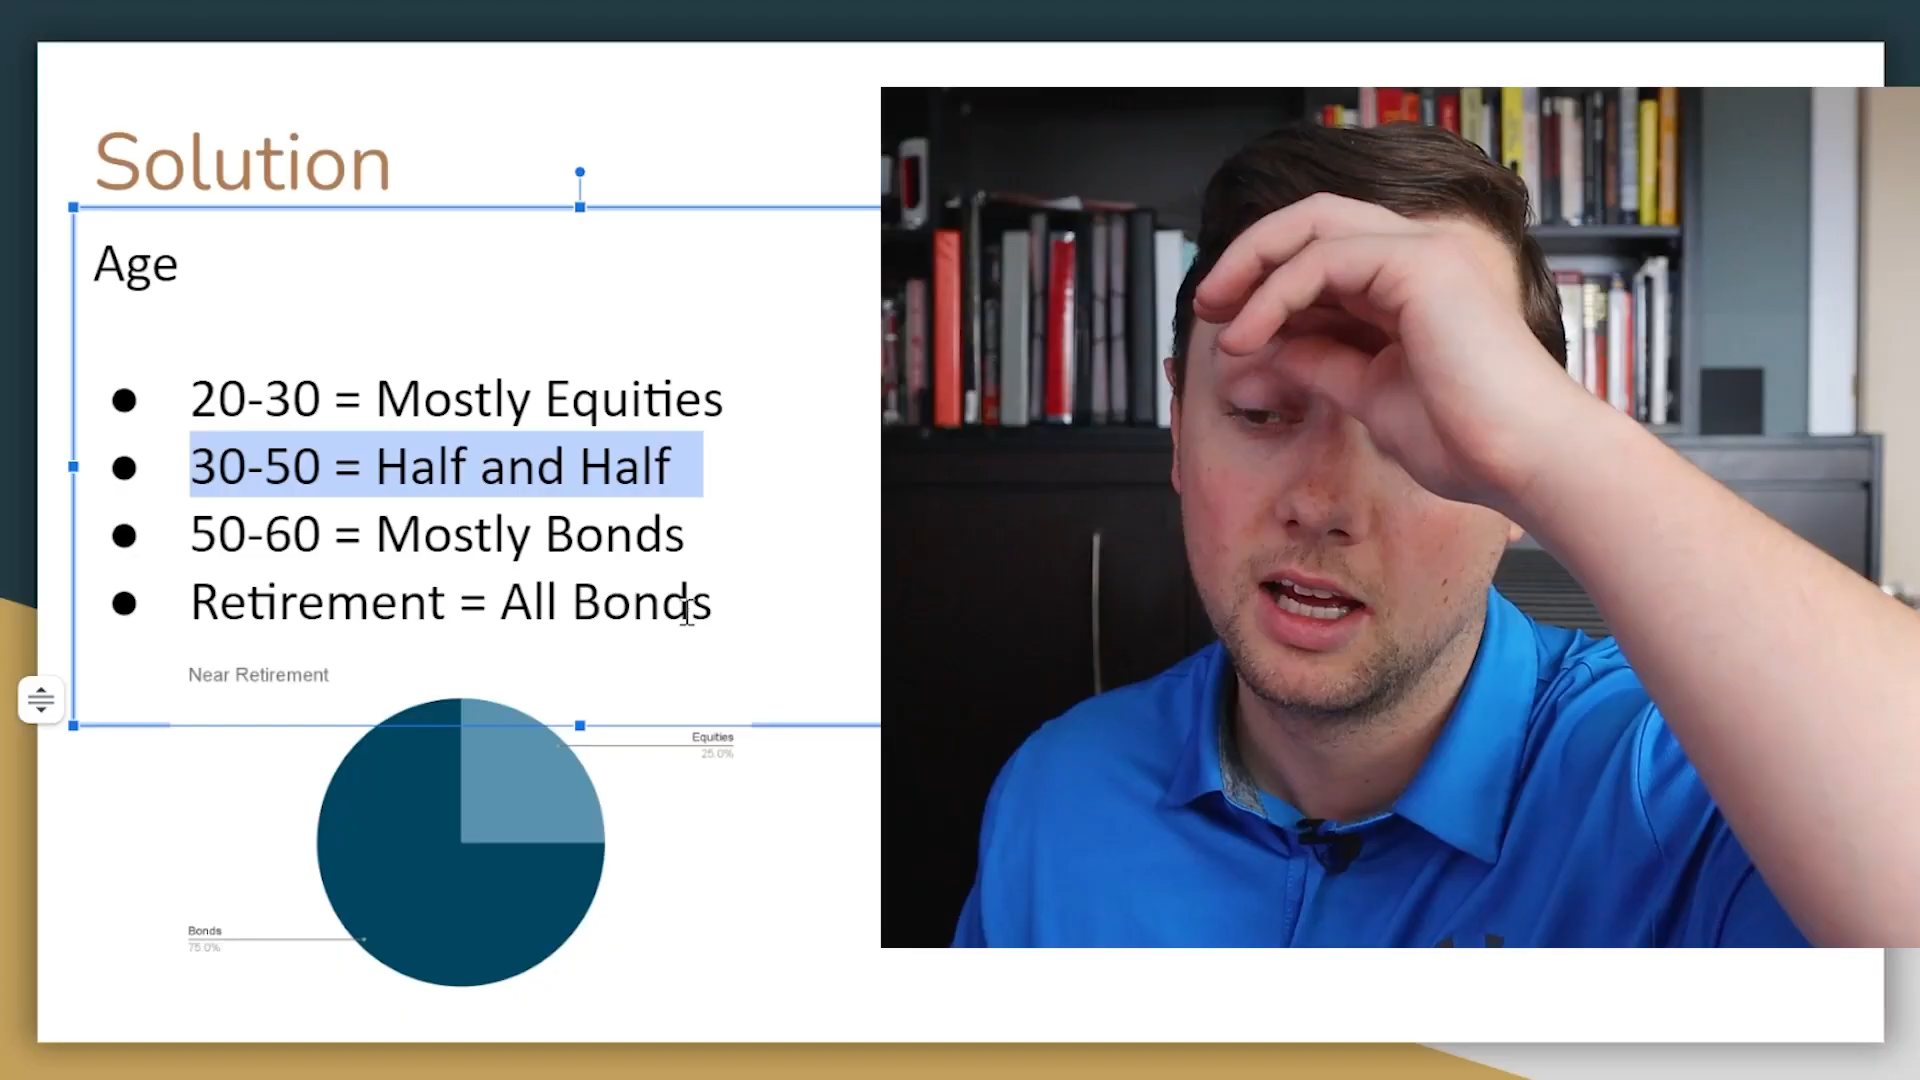 Solution
Age
20-30 = Mostly Equities
30-50 = Half and Half
50-60 = Mostly Bonds
Retirement = All Bonds
Near Retirement
Equities
25.0%
Bonds
75.0%